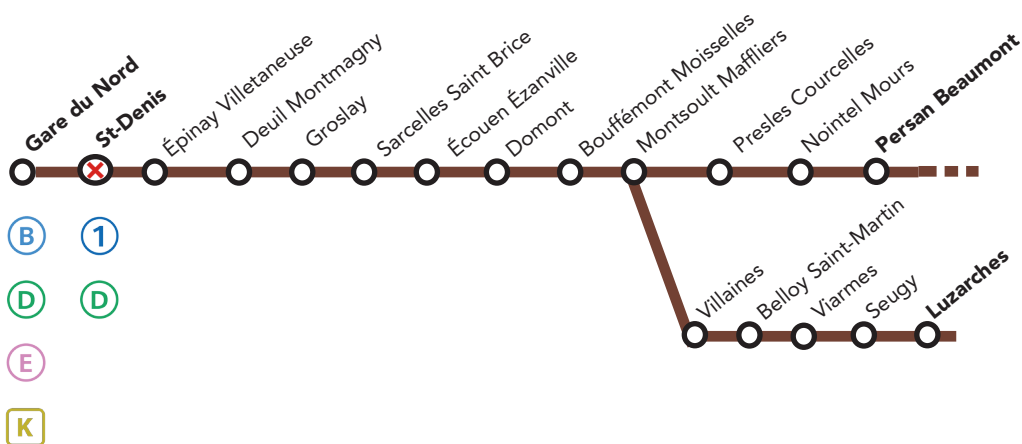 Gare du Nord
St-Denis
Épinay Villetaneuse
Deuil Montmagny
Groslay
Sarcelles Saint Brice
Écouen Ézanville
Domont
Bouffémont Moisselles
Montsoult Maffliers
Presles Courcelles
Nointel Mours
Persan Beaumont
B
1
D
D
E
K
Villaines
Belloy Saint-Martin
Viarmes
Seugy
Luzarches